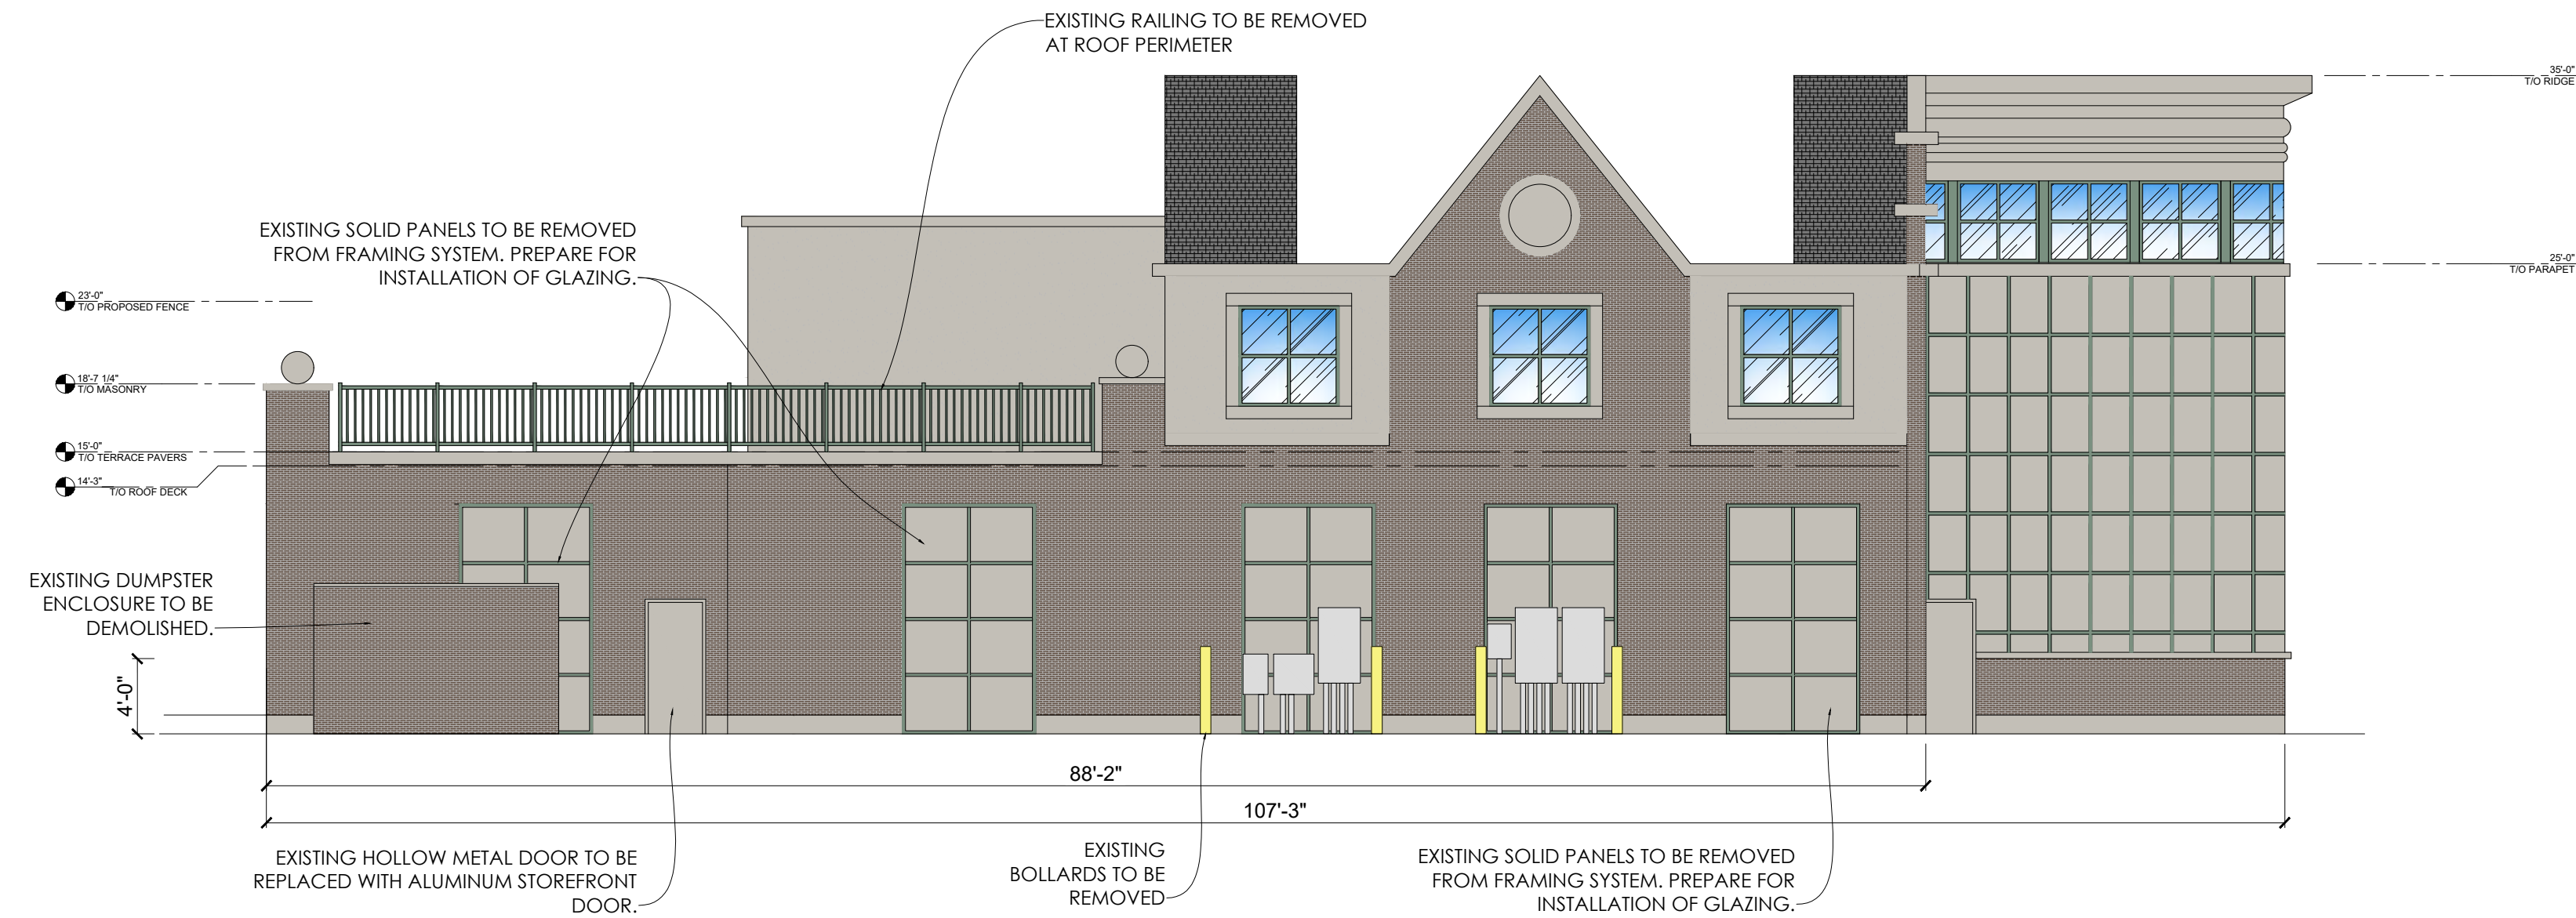 EXISTING RAILING TO BE REMOVED
AT ROOF PERIMETER
35'-0"
T/O RIDGE
EXISTING SOLID PANELS TO BE REMOVED
FROM FRAMING SYSTEM. PREPARE FOR
INSTALLATION OF GLAZING.
25'-0"
T/O PARAPET
23'-0"
T/O PROPOSED FENCE
18'-7 1/4"
T/O MASONRY
15'-0"
T/O TERRACE PAVERS
14'-3"
T/O ROOF DECK
EXISTING DUMPSTER
ENCLOSURE TO BE
DEMOLISHED.
4'-0"
88'-2"
107'-3"
EXISTING HOLLOW METAL DOOR TO BE
REPLACED WITH ALUMINUM STOREFRONT
DOOR.
EXISTING
BOLLARDS TO BE
REMOVED
EXISTING SOLID PANELS TO BE REMOVED
FROM FRAMING SYSTEM. PREPARE FOR
INSTALLATION OF GLAZING.